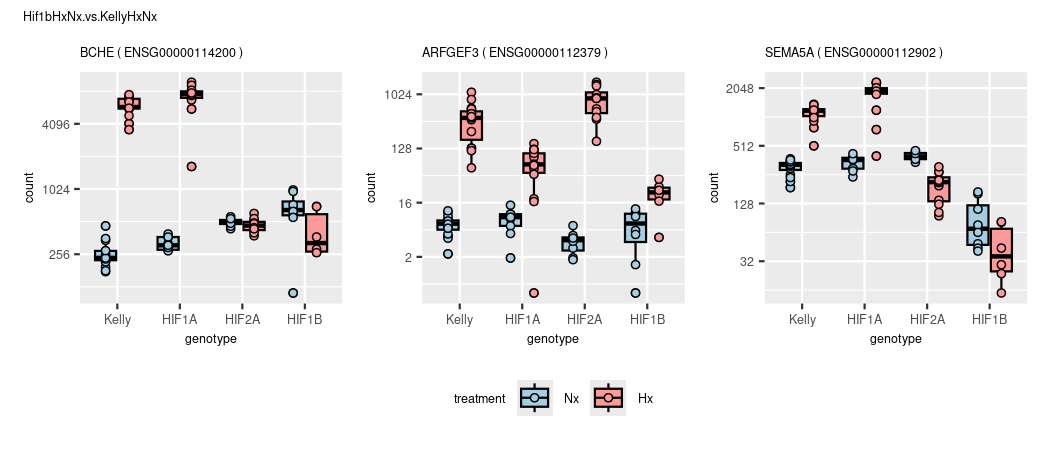 Hif1bHxNx.vs.KellyHxNx
BCHE ( ENSG00000114200 )
count
4096
1024
256
Kelly HIF1A HIF2A HIF1B
genotype
ARFGEF3 ( ENSG00000112379 )
count
1024
128
16
2
Kelly HIF1A HIF2A HIF1B
genotype
SEMA5A ( ENSG00000112902 )
count
2048
512
128
32
Kelly HIF1A HIF2A HIF1B
genotype
treatment Nx Hx